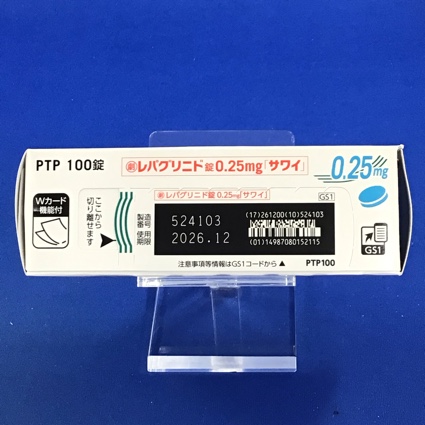 PTP 100錠
劇 レパグリニド錠0.25mg「サワイ」
0.25mg
Wカード
機能付
ここから
切り離せます
劇 レパグリニド錠0.25mg「サワイ」
GS1
製造
番号
524103
使用
期限
2026.12
(17)261200(10)524103
(01)14987080152115
GS1
注意事項等情報はGS1コードから▲
PTP100